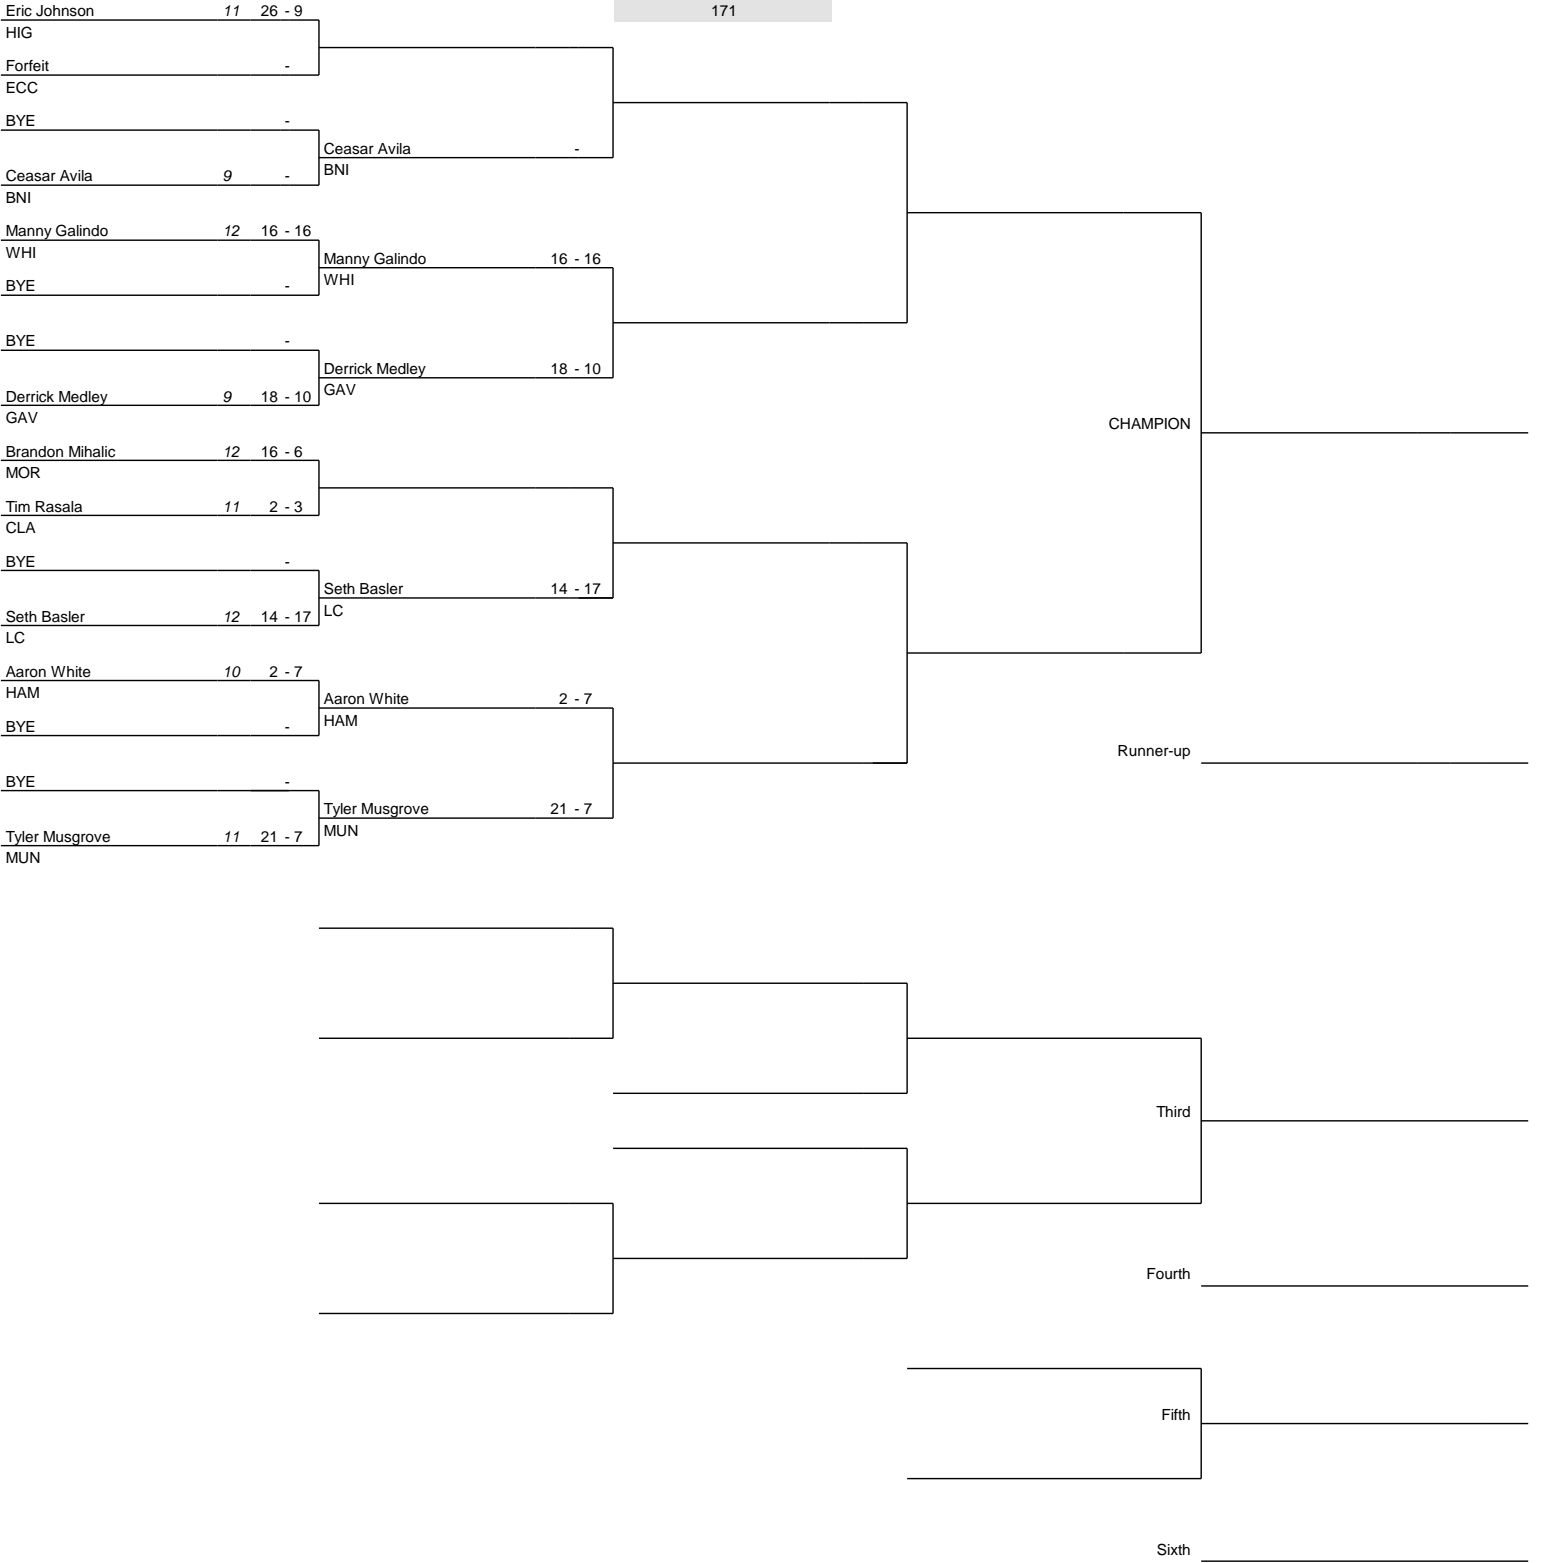 Eric Johnson 11 26 - 9 171
HIG
Forfeit -
ECC
BYE -
Ceasar Avila -
BNI
Ceasar Avila 9 -
BNI
Manny Galindo 12 16 - 16
WHI
Manny Galindo 16 - 16
WHI
BYE -
BYE -
Derrick Medley 18 - 10
GAV
Derrick Medley 9 18 - 10
GAV
CHAMPION
Brandon Mihalic 12 16 - 6
MOR
Tim Rasala 11 2 - 3
CLA
BYE -
Seth Basler 14 - 17
LC
Seth Basler 12 14 - 17
LC
Aaron White 10 2 - 7
HAM
Aaron White 2 - 7
HAM
BYE -
Runner-up
BYE -
Tyler Musgrove 21 - 7
MUN
Tyler Musgrove 11 21 - 7
MUN
Third
Fourth
Fifth
Sixth